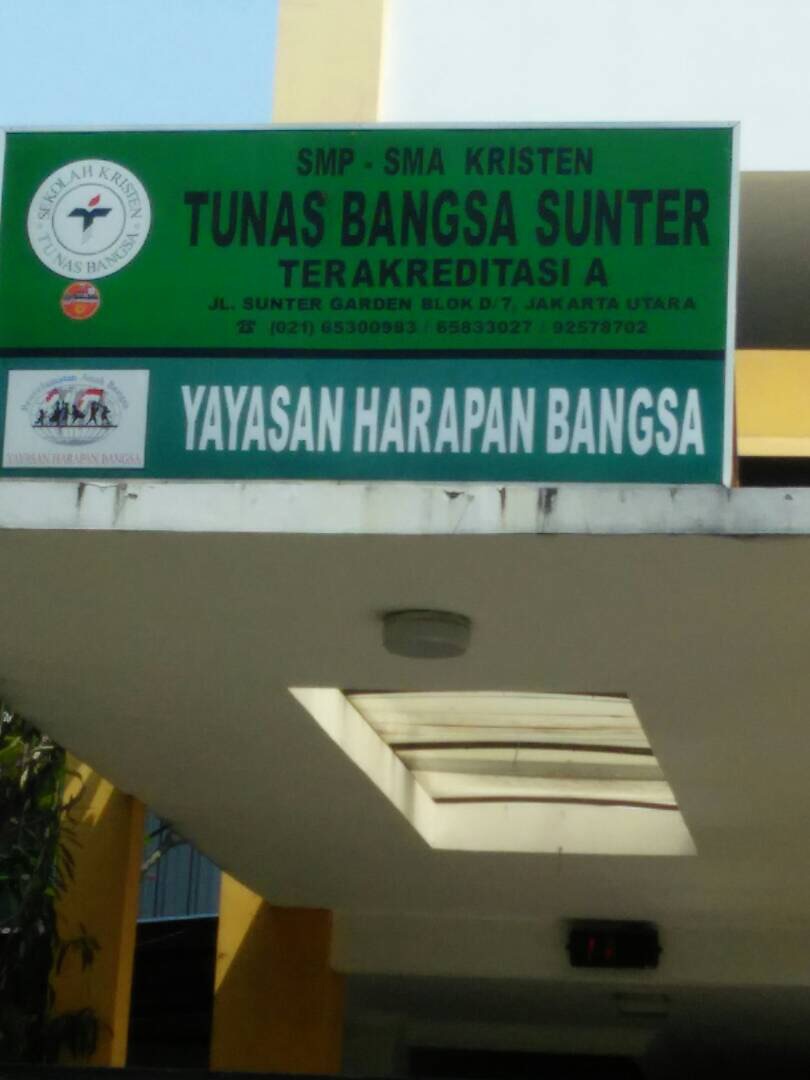 SMP - SMA KRISTEN
TUNAS BANGSA SUNTER
TERAKREDITASI A
JL. SUNTER GARDEN BLOK D/7, JAKARTA UTARA
☎ (021) 65300983 / 65833027 / 92578702
SEKOLAH KRISTEN
TUNAS BANGSA
YAYASAN HARAPAN BANGSA
YAYASAN HARAPAN BANGSA